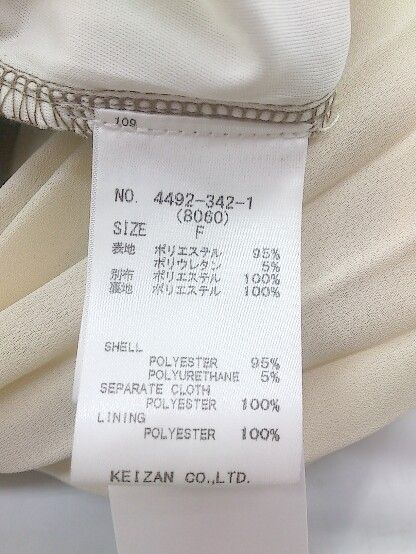 109
NO. 4492-342-1
(8060)
SIZE F
表地 ポリエステル 95%
ポリウレタン 5%
別布 ポリエステル 100%
裏地 ポリエステル 100%
SHELL
POLYESTER 95%
POLYURETHANE 5%
SEPARATE CLOTH
POLYESTER 100%
LINING
POLYESTER 100%
KEIZAN CO.,LTD.